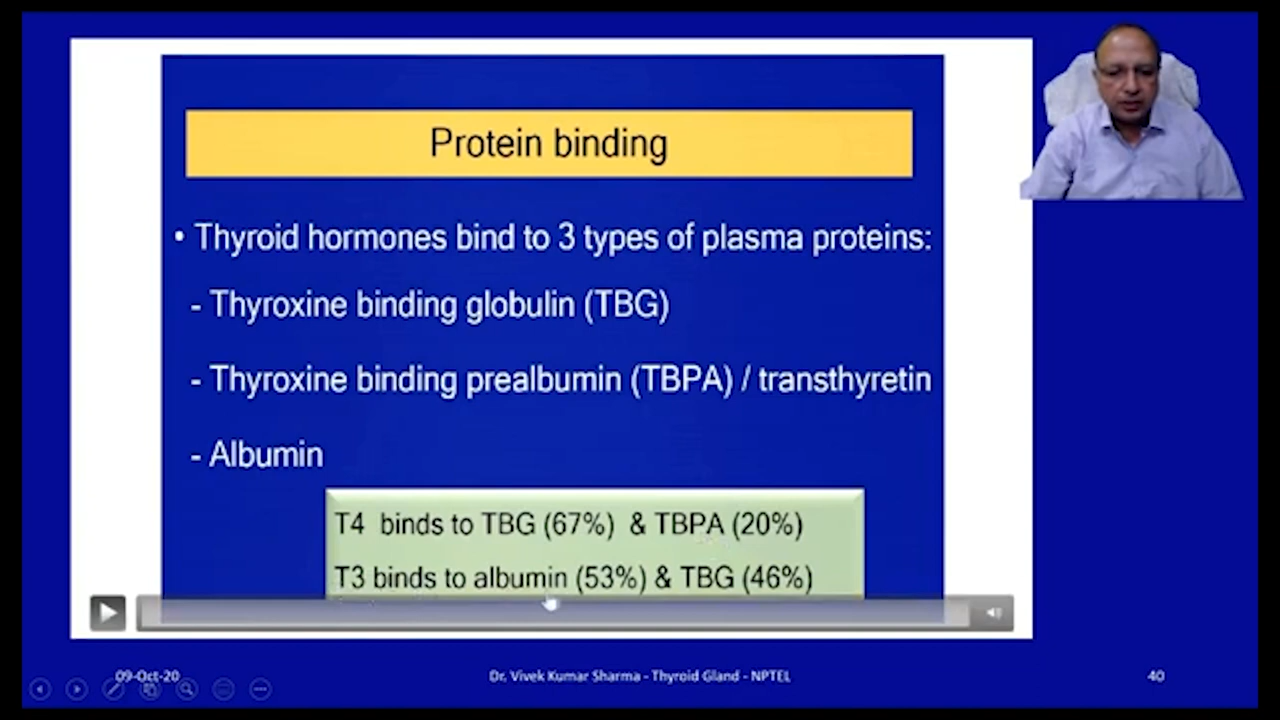 Protein binding
• Thyroid hormones bind to 3 types of plasma proteins:
- Thyroxine binding globulin (TBG)
- Thyroxine binding prealbumin (TBPA) / transthyretin
- Albumin
T4 binds to TBG (67%) & TBPA (20%)
T3 binds to albumin (53%) & TBG (46%)
09-Oct-20
Dr. Vivek Kumar Sharma - Thyroid Gland - NPTEL
40